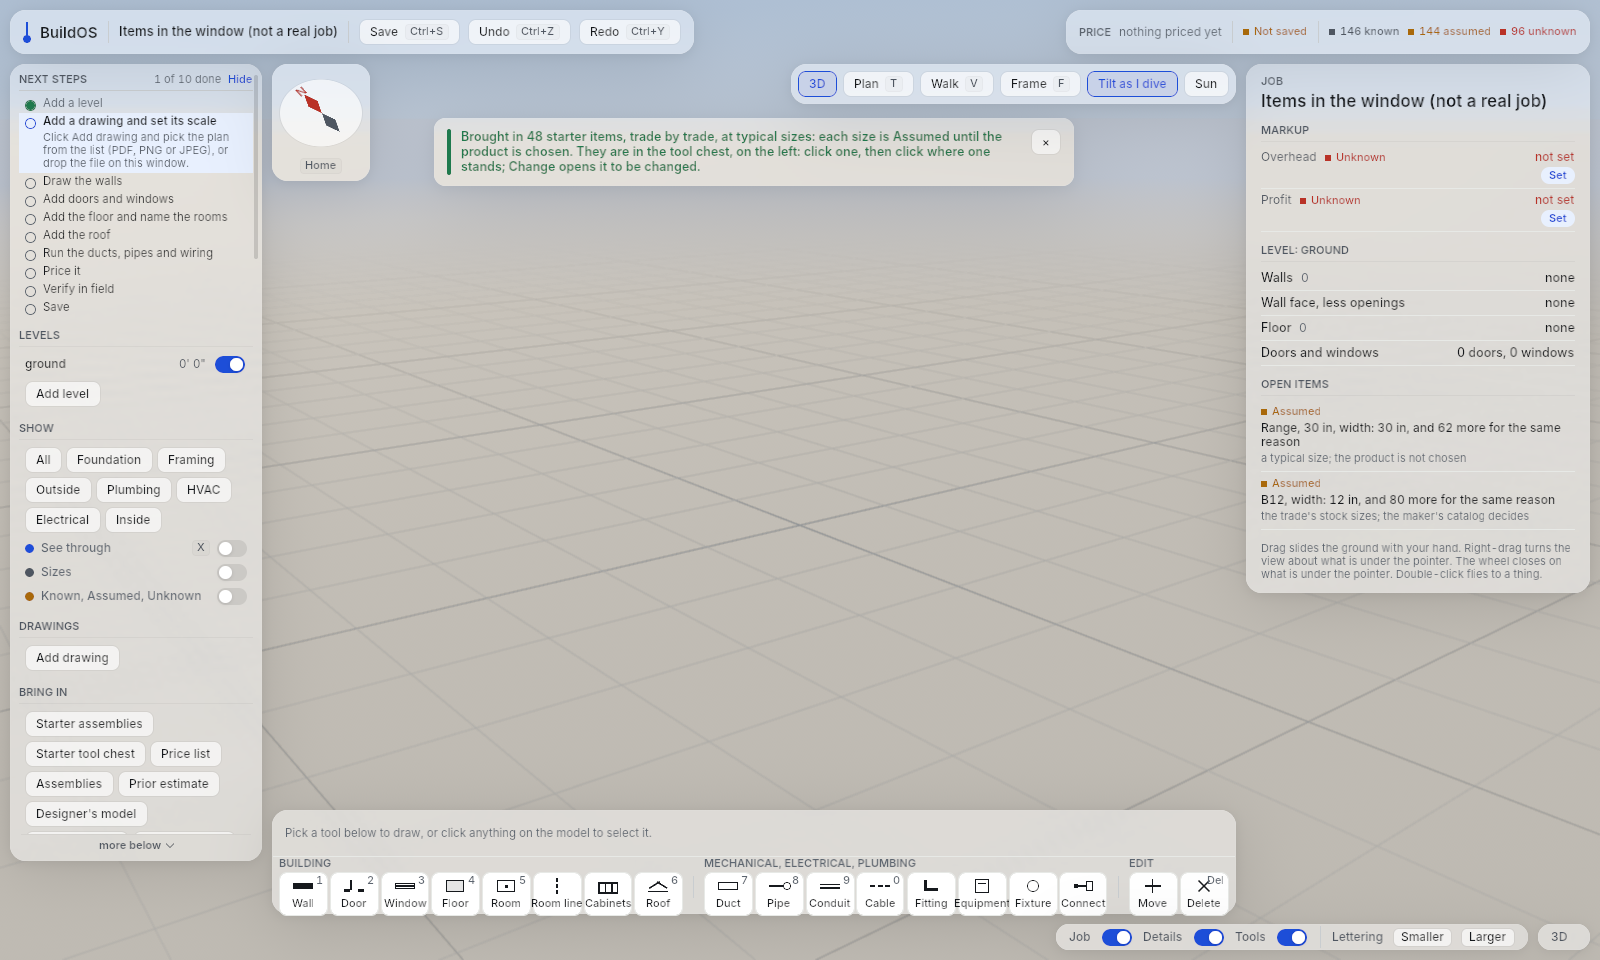 BuildOS
Items in the window (not a real job)
Save Ctrl+S
Undo Ctrl+Z
Redo Ctrl+Y
PRICE nothing priced yet
Not saved
146 known
144 assumed
96 unknown
NEXT STEPS 1 of 10 done Hide
Add a level
Add a drawing and set its scale
Click Add drawing and pick the plan
from the list (PDF, PNG or JPEG), or
drop the file on this window.
Draw the walls
Add doors and windows
Add the floor and name the rooms
Add the roof
Run the ducts, pipes and wiring
Price it
Verify in field
Save
LEVELS
ground 0' 0"
Add level
SHOW
All Foundation Framing
Outside Plumbing HVAC
Electrical Inside
See through X
Sizes
Known, Assumed, Unknown
DRAWINGS
Add drawing
BRING IN
Starter assemblies
Starter tool chest Price list
Assemblies Prior estimate
Designer's model
more below
N
Home
3D Plan T Walk V Frame F Tilt as I dive Sun
Brought in 48 starter items, trade by trade, at typical sizes: each size is Assumed until the
product is chosen. They are in the tool chest, on the left: click one, then click where one
stands; Change opens it to be changed.
×
JOB
Items in the window (not a real job)
MARKUP
Overhead Unknown not set
Set
Profit Unknown not set
Set
LEVEL: GROUND
Walls 0 none
Wall face, less openings none
Floor 0 none
Doors and windows 0 doors, 0 windows
OPEN ITEMS
Assumed
Range, 30 in, width: 30 in, and 62 more for the same
reason
a typical size; the product is not chosen
Assumed
B12, width: 12 in, and 80 more for the same reason
the trade's stock sizes; the maker's catalog decides
Drag slides the ground with your hand. Right-drag turns the
view about what is under the pointer. The wheel closes on
what is under the pointer. Double-click flies to a thing.
Pick a tool below to draw, or click anything on the model to select it.
BUILDING MECHANICAL, ELECTRICAL, PLUMBING EDIT
1 2 3 4 5 6 7 8 9 0 Del
Wall Door Window Floor Room Room line Cabinets Roof Duct Pipe Conduit Cable Fitting Equipment Fixture Connect Move Delete
Job Details Tools Lettering Smaller Larger 3D